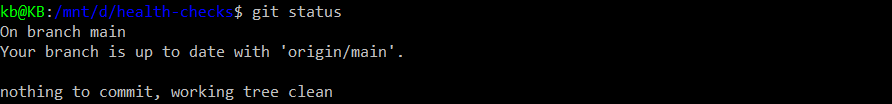 kb@KB:/mnt/d/health-checks$ git status
On branch main
Your branch is up to date with 'origin/main'.
nothing to commit, working tree clean